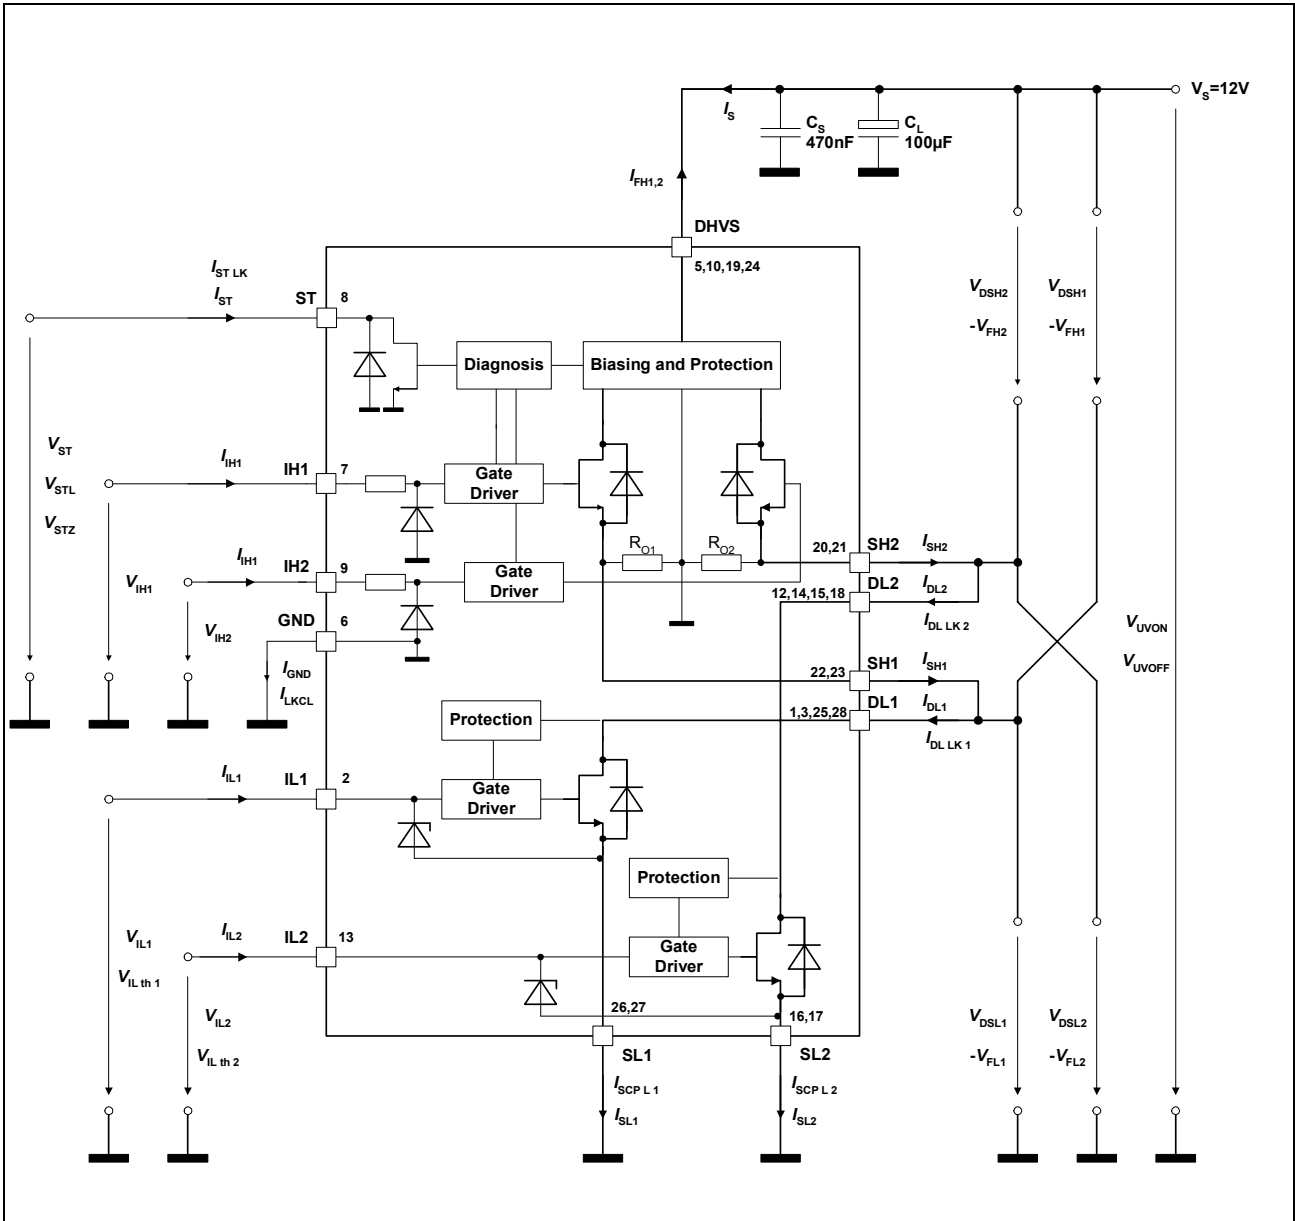 V_S=12V
I_S
C_S
470nF
C_L
100µF
I_FH1,2
DHVS
5,10,19,24
I_ST LK
I_ST
ST
8
V_DSH2
-V_FH2
V_DSH1
-V_FH1
Diagnosis
Biasing and Protection
V_ST
V_STL
V_STZ
I_IH1
IH1
7
Gate
Driver
R_O1
R_O2
20,21
SH2
I_SH2
I_IH1
IH2
9
Gate
Driver
V_IH1
V_IH2
GND
6
I_GND
I_LKCL
12,14,15,18
DL2
I_DL2
I_DL LK 2
V_UVON
V_UVOFF
22,23
SH1
I_SH1
1,3,25,28
DL1
I_DL1
I_DL LK 1
Protection
I_IL1
IL1
2
Gate
Driver
Protection
V_IL1
V_IL th 1
I_IL2
IL2
13
Gate
Driver
V_IL2
V_IL th 2
26,27
16,17
SL1
SL2
V_DSL1
-V_FL1
V_DSL2
-V_FL2
I_SCP L 1
I_SL1
I_SCP L 2
I_SL2